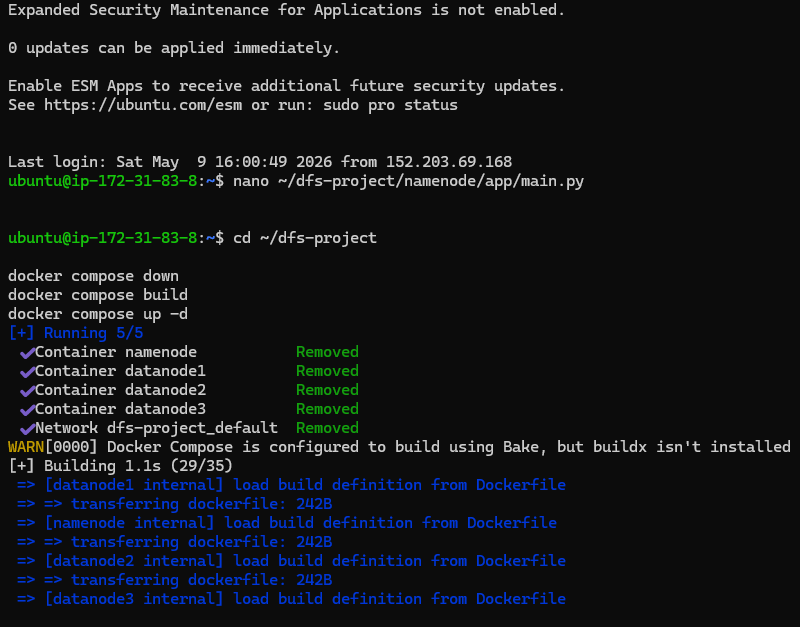 Expanded Security Maintenance for Applications is not enabled.
0 updates can be applied immediately.
Enable ESM Apps to receive additional future security updates.
See https://ubuntu.com/esm or run: sudo pro status
Last login: Sat May  9 16:00:49 2026 from 152.203.69.168
ubuntu@ip-172-31-83-8:~$ nano ~/dfs-project/namenode/app/main.py
ubuntu@ip-172-31-83-8:~$ cd ~/dfs-project
docker compose down
docker compose build
docker compose up -d
[+] Running 5/5
✔Container namenode Removed
✔Container datanode1 Removed
✔Container datanode2 Removed
✔Container datanode3 Removed
✔Network dfs-project_default Removed
WARN[0000] Docker Compose is configured to build using Bake, but buildx isn't installed
[+] Building 1.1s (29/35)
=> [datanode1 internal] load build definition from Dockerfile
=> => transferring dockerfile: 242B
=> [namenode internal] load build definition from Dockerfile
=> => transferring dockerfile: 242B
=> [datanode2 internal] load build definition from Dockerfile
=> => transferring dockerfile: 242B
=> [datanode3 internal] load build definition from Dockerfile